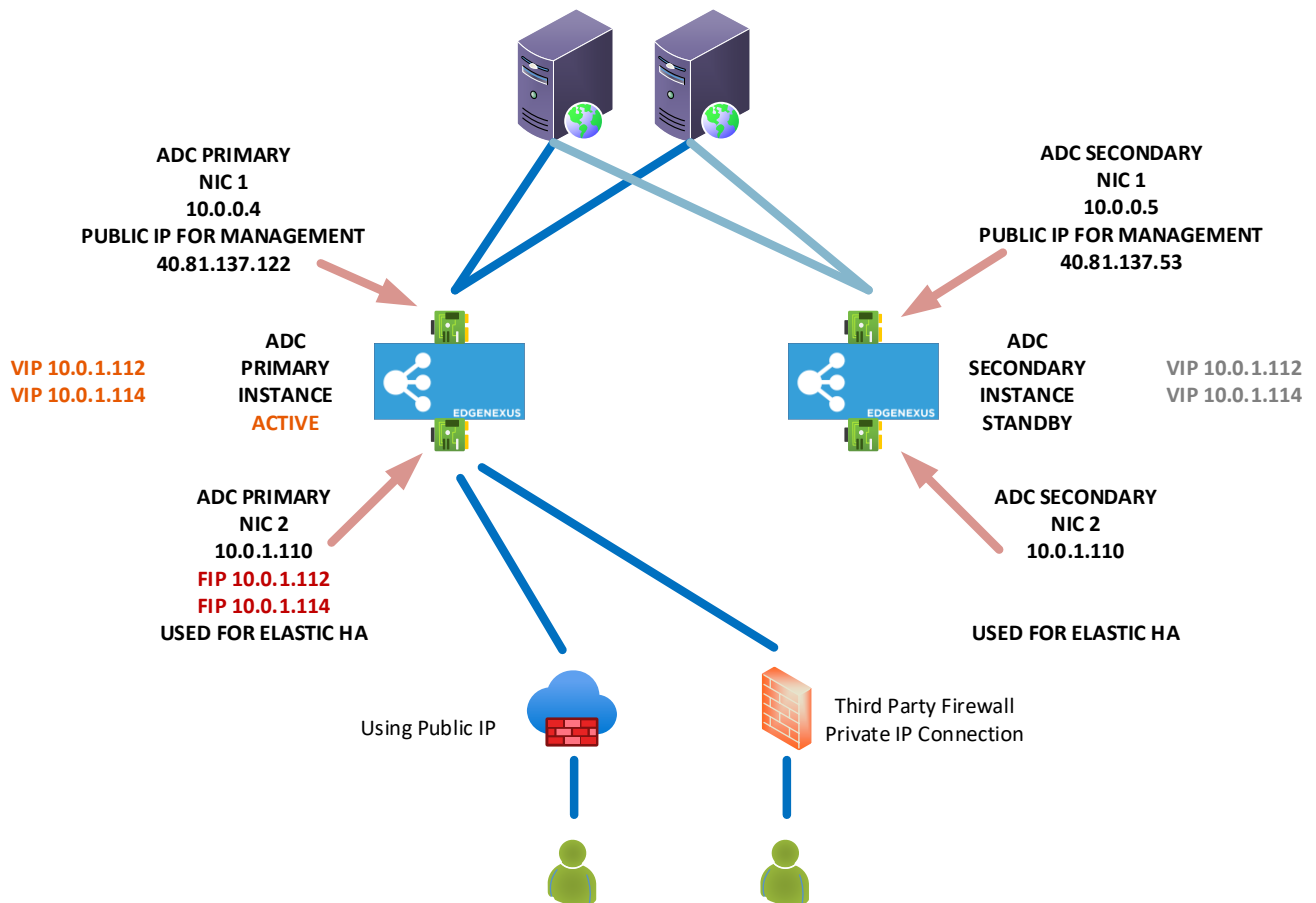 ADC PRIMARY
NIC 1
10.0.0.4
PUBLIC IP FOR MANAGEMENT
40.81.137.122
ADC SECONDARY
NIC 1
10.0.0.5
PUBLIC IP FOR MANAGEMENT
40.81.137.53
VIP 10.0.1.112
VIP 10.0.1.114
ADC
PRIMARY
INSTANCE
ACTIVE
EDGENEXUS
EDGENEXUS
ADC
SECONDARY
INSTANCE
STANDBY
VIP 10.0.1.112
VIP 10.0.1.114
ADC PRIMARY
NIC 2
10.0.1.110
FIP 10.0.1.112
FIP 10.0.1.114
USED FOR ELASTIC HA
ADC SECONDARY
NIC 2
10.0.1.110
USED FOR ELASTIC HA
Using Public IP
Third Party Firewall
Private IP Connection